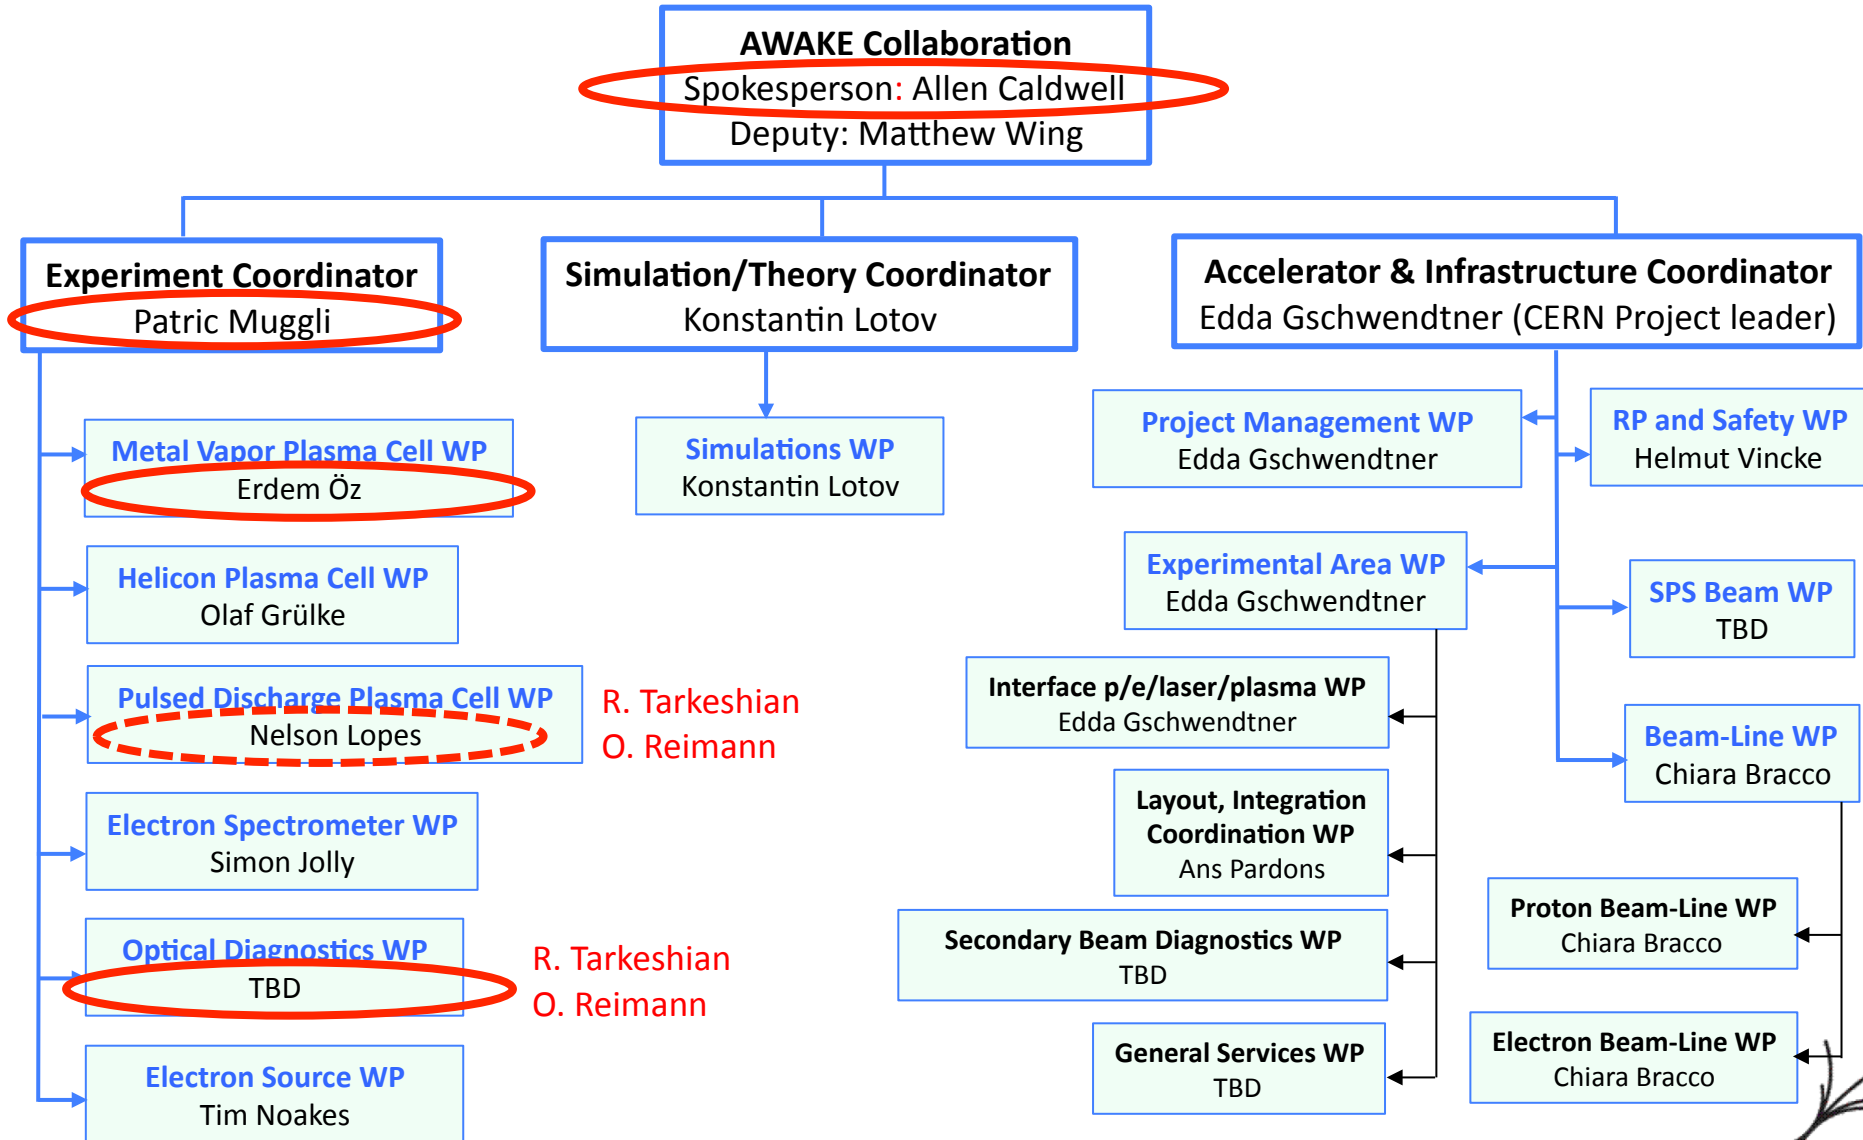 AWAKE Collaboration
Spokesperson: Allen Caldwell
Deputy: Matthew Wing
Experiment Coordinator
Patric Muggli
Simulation/Theory Coordinator
Konstantin Lotov
Accelerator & Infrastructure Coordinator
Edda Gschwendtner (CERN Project leader)
Metal Vapor Plasma Cell WP
Erdem Öz
Helicon Plasma Cell WP
Olaf Grülke
Pulsed Discharge Plasma Cell WP
Nelson Lopes
R. Tarkeshian
O. Reimann
Electron Spectrometer WP
Simon Jolly
Optical Diagnostics WP
TBD
R. Tarkeshian
O. Reimann
Electron Source WP
Tim Noakes
Simulations WP
Konstantin Lotov
Project Management WP
Edda Gschwendtner
RP and Safety WP
Helmut Vincke
Experimental Area WP
Edda Gschwendtner
SPS Beam WP
TBD
Interface p/e/laser/plasma WP
Edda Gschwendtner
Beam-Line WP
Chiara Bracco
Layout, Integration
Coordination WP
Ans Pardons
Secondary Beam Diagnostics WP
TBD
General Services WP
TBD
Proton Beam-Line WP
Chiara Bracco
Electron Beam-Line WP
Chiara Bracco